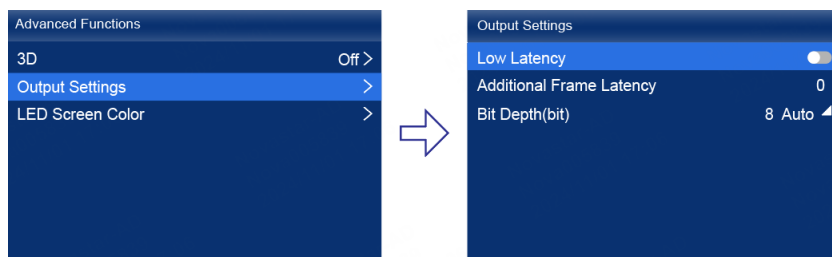 Advanced Functions
3D Off >
Output Settings >
LED Screen Color >
Output Settings
Low Latency
Additional Frame Latency 0
Bit Depth(bit) 8 Auto